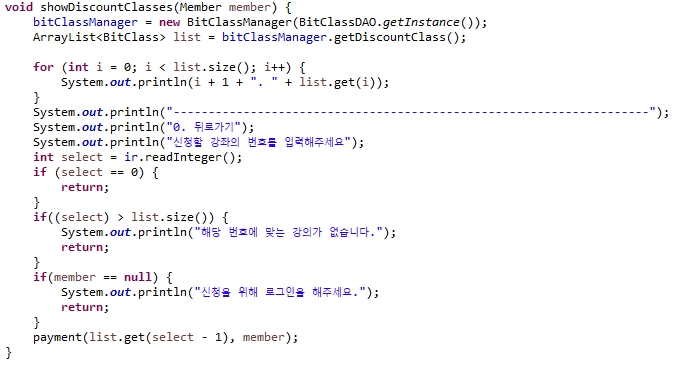 void showDiscountClasses(Member member) {
    bitClassManager = new BitClassManager(BitClassDAO.getInstance());
    ArrayList<BitClass> list = bitClassManager.getDiscountClass();

    for (int i = 0; i < list.size(); i++) {
        System.out.println(i + 1 + ". " + list.get(i));
    }
    System.out.println("--------------------------------------------------------------------");
    System.out.println("0. 뒤르가기");
    System.out.println("신청할 강좌의 번호를 입력해주세요");
    int select = ir.readInteger();
    if (select == 0) {
        return;
    }
    if((select) > list.size()) {
        System.out.println("해당 번호에 맞는 강의가 없습니다.");
        return;
    }
    if(member == null) {
        System.out.println("신청을 위해 로그인을 해주세요.");
        return;
    }
    payment(list.get(select - 1), member);
}